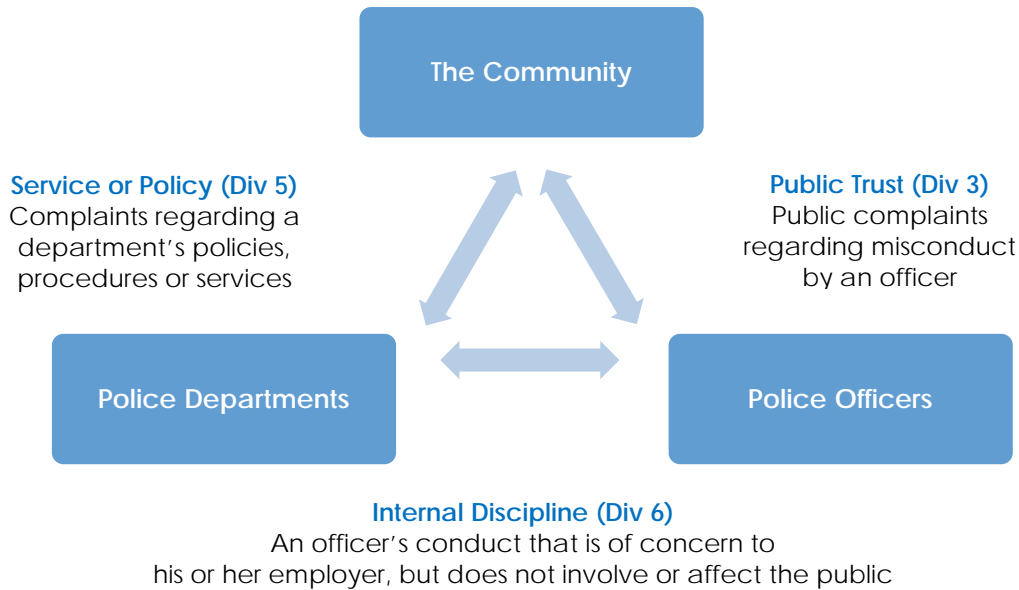 The Community
Service or Policy (Div 5)
Complaints regarding a
department’s policies,
procedures or services
Public Trust (Div 3)
Public complaints
regarding misconduct
by an officer
Police Departments
Police Officers
Internal Discipline (Div 6)
An officer’s conduct that is of concern to
his or her employer, but does not involve or affect the public